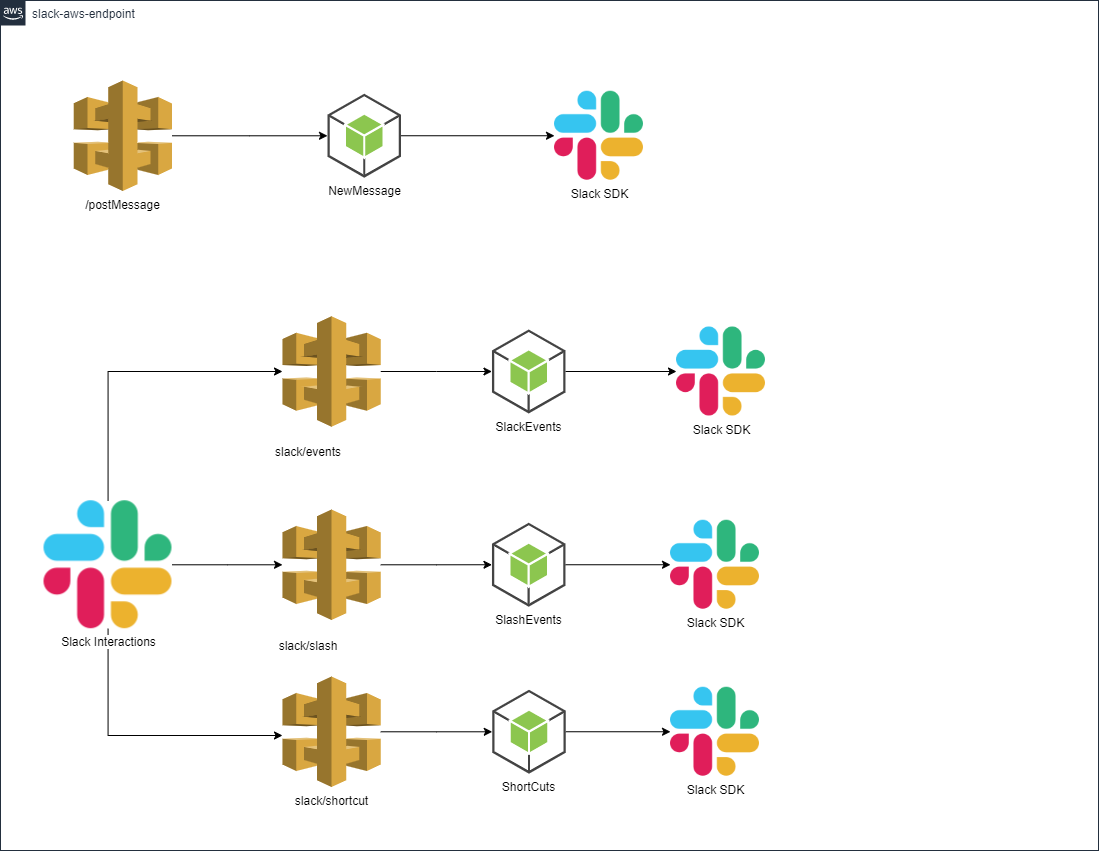 aws
slack-aws-endpoint
/postMessage
NewMessage
Slack SDK
slack/events
SlackEvents
Slack SDK
Slack Interactions
slack/slash
SlashEvents
Slack SDK
slack/shortcut
ShortCuts
Slack SDK